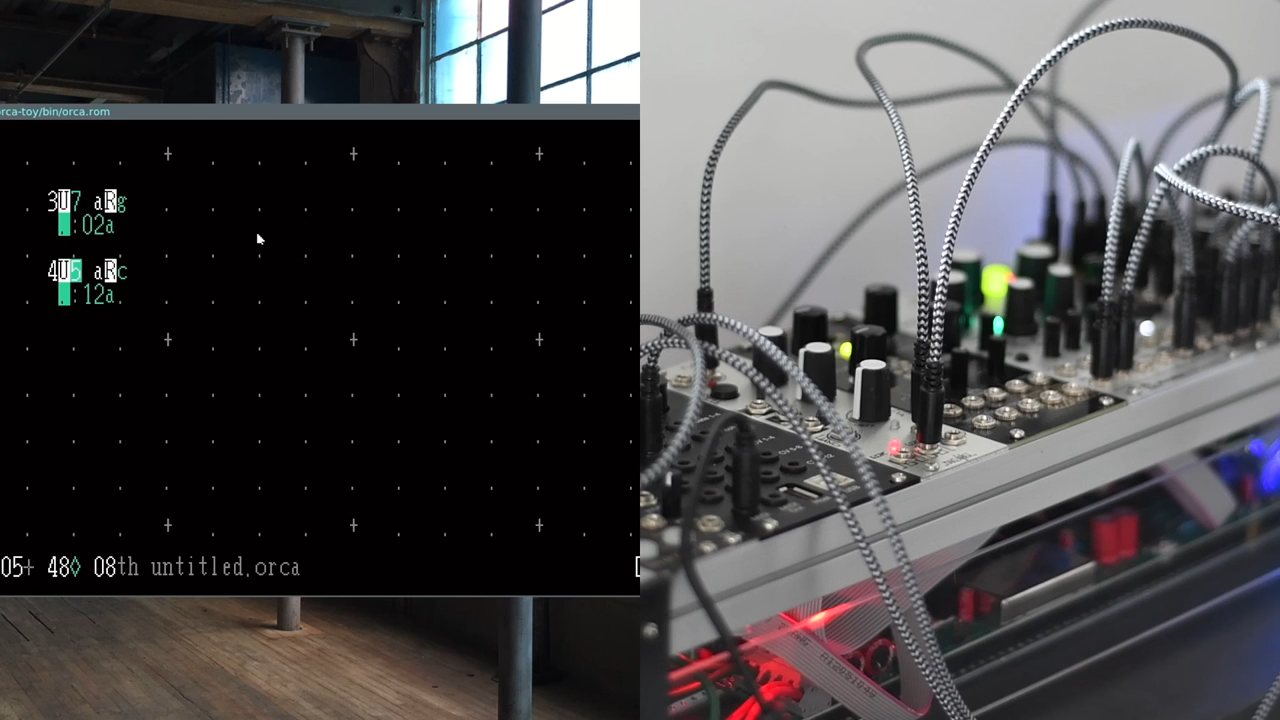 orca-toy/bin/orca.rom
3U7 aRg
.:02a
4U5 aRc
.:12a.
05+ 48◊ 08th untitled.orca